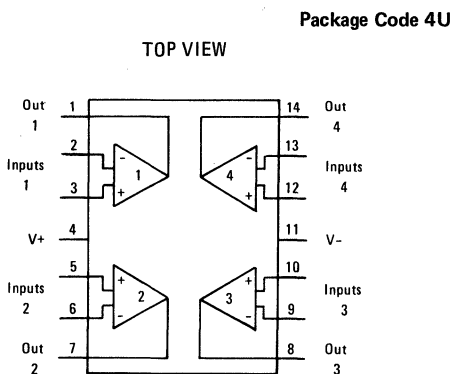 Package Code 4U
TOP VIEW
Out 1 14 Out
1 4
2 - - 13
Inputs 1 4 Inputs
1 4
3 + + 12
V+ 4 11 V-
5 + + 10
Inputs 2 3 Inputs
2 3
6 - - 9
Out 7 8 Out
2 3